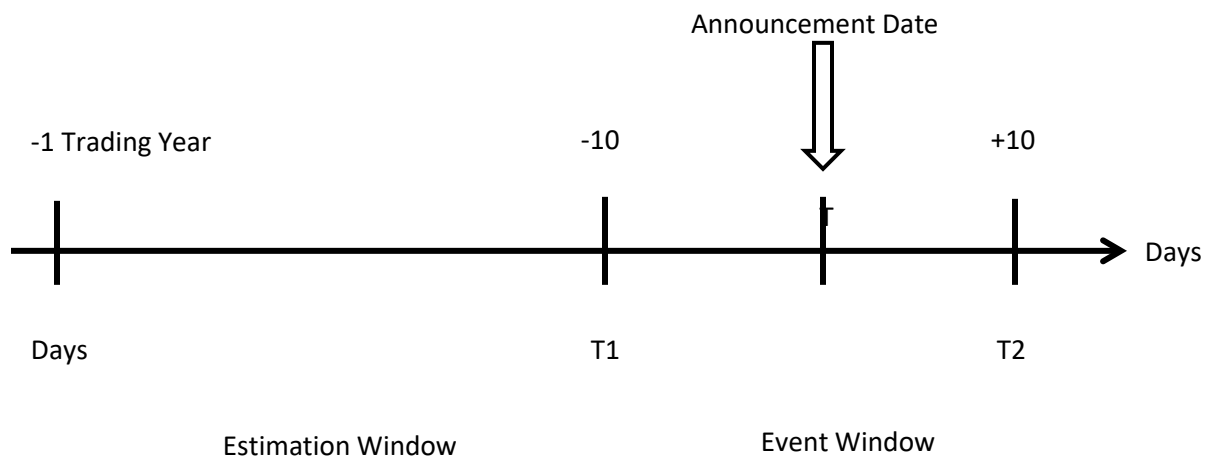 Announcement Date
-1 Trading Year -10 +10
T
Days
Days T1 T2
Estimation Window Event Window